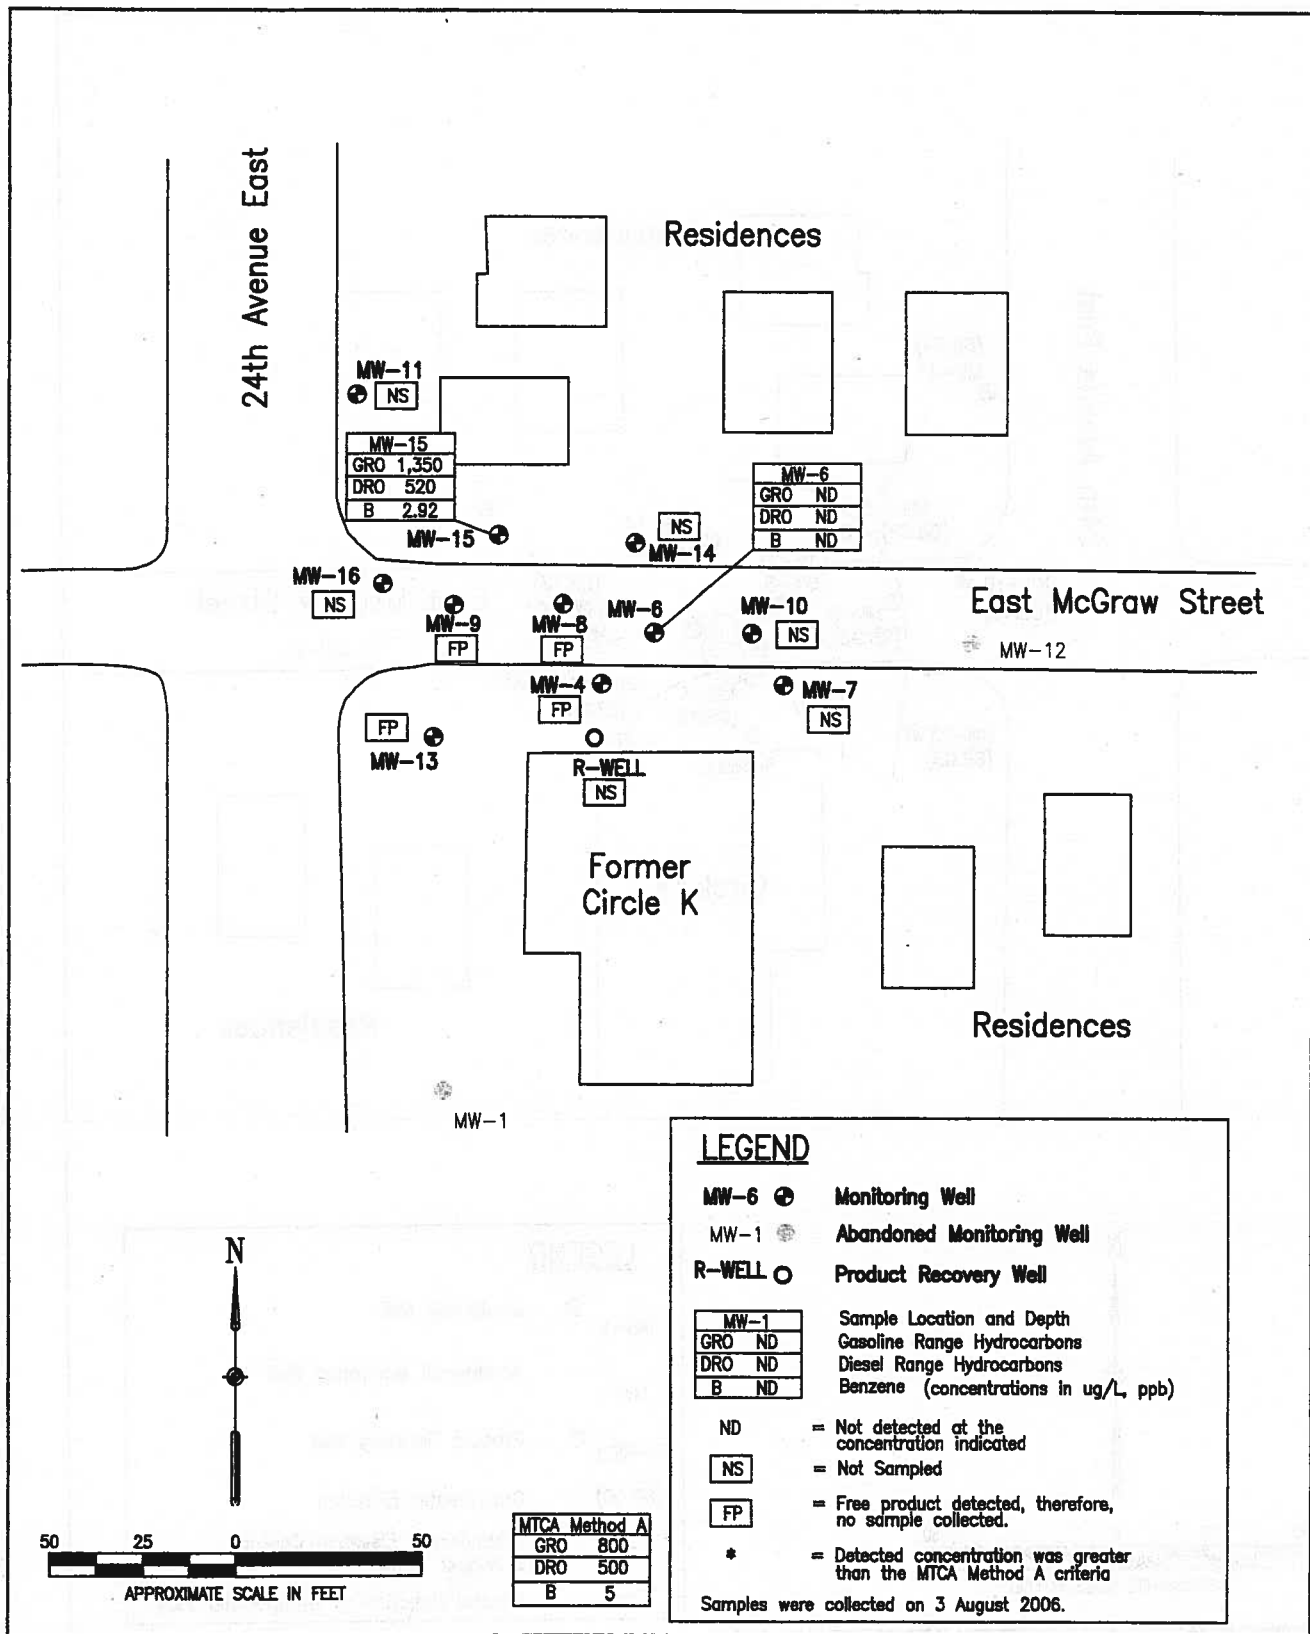 24th Avenue East
Residences
MW-11
NS
MW-15
GRO 1,350
DRO 520
B 2.92
MW-15
MW-6
GRO ND
DRO ND
B ND
NS
MW-14
MW-16
NS
MW-9
FP
MW-8
FP
MW-6
MW-10
NS
East McGraw Street
MW-12
MW-4
FP
MW-7
NS
FP
MW-13
R-WELL
NS
Former
Circle K
Residences
MW-1
LEGEND
MW-6 Monitoring Well
MW-1 Abandoned Monitoring Well
R-WELL Product Recovery Well
MW-1 Sample Location and Depth
GRO ND Gasoline Range Hydrocarbons
DRO ND Diesel Range Hydrocarbons
B ND Benzene (concentrations in ug/L, ppb)
ND = Not detected at the
concentration indicated
NS = Not Sampled
FP = Free product detected, therefore,
no sample collected.
* = Detected concentration was greater
than the MTCA Method A criteria
Samples were collected on 3 August 2006.
N
50 25 0 50
APPROXIMATE SCALE IN FEET
MTCA Method A
GRO 800
DRO 500
B 5